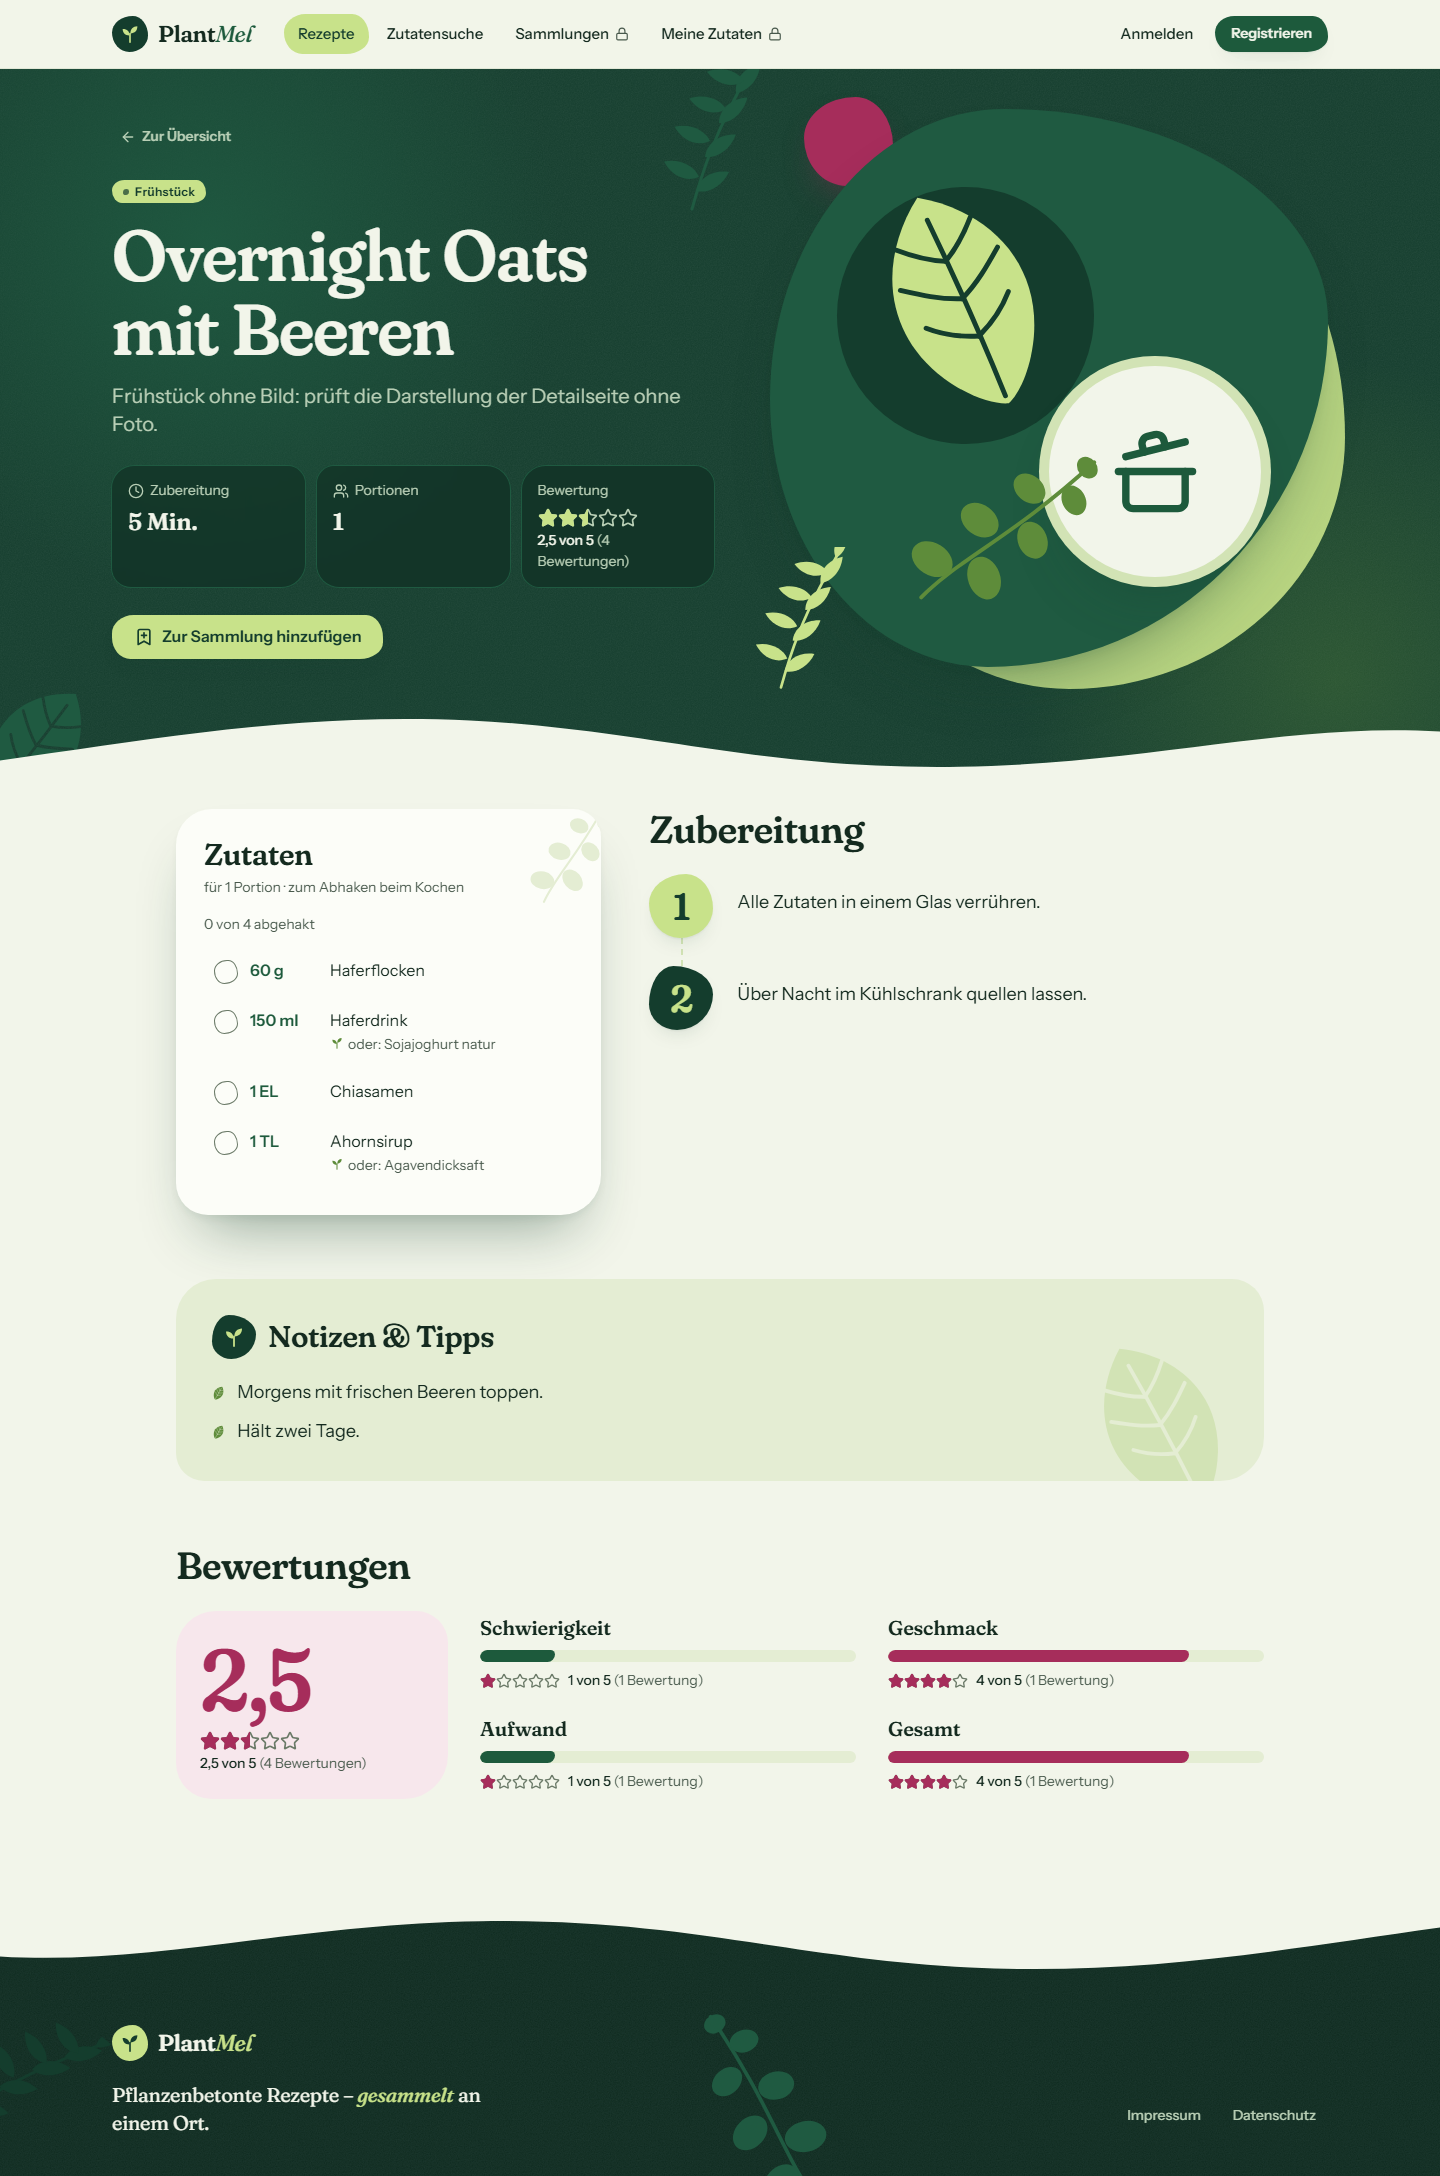 PlantMel
Rezepte
Zutatensuche
Sammlungen
Meine Zutaten
Anmelden
Registrieren
Zur Übersicht
Frühstück
Overnight Oats
mit Beeren
Frühstück ohne Bild: prüft die Darstellung der Detailseite ohne
Foto.
Zubereitung
5 Min.
Portionen
1
Bewertung
2,5 von 5 (4
Bewertungen)
Zur Sammlung hinzufügen
Zutaten
für 1 Portion · zum Abhaken beim Kochen
0 von 4 abgehakt
60 g Haferflocken
150 ml Haferdrink
oder: Sojajoghurt natur
1 EL Chiasamen
1 TL Ahornsirup
oder: Agavendicksaft
Zubereitung
1 Alle Zutaten in einem Glas verrühren.
2 Über Nacht im Kühlschrank quellen lassen.
Notizen & Tipps
Morgens mit frischen Beeren toppen.
Hält zwei Tage.
Bewertungen
2,5
2,5 von 5 (4 Bewertungen)
Schwierigkeit
1 von 5 (1 Bewertung)
Geschmack
4 von 5 (1 Bewertung)
Aufwand
1 von 5 (1 Bewertung)
Gesamt
4 von 5 (1 Bewertung)
PlantMel
Pflanzenbetonte Rezepte – gesammelt an
einem Ort.
Impressum
Datenschutz